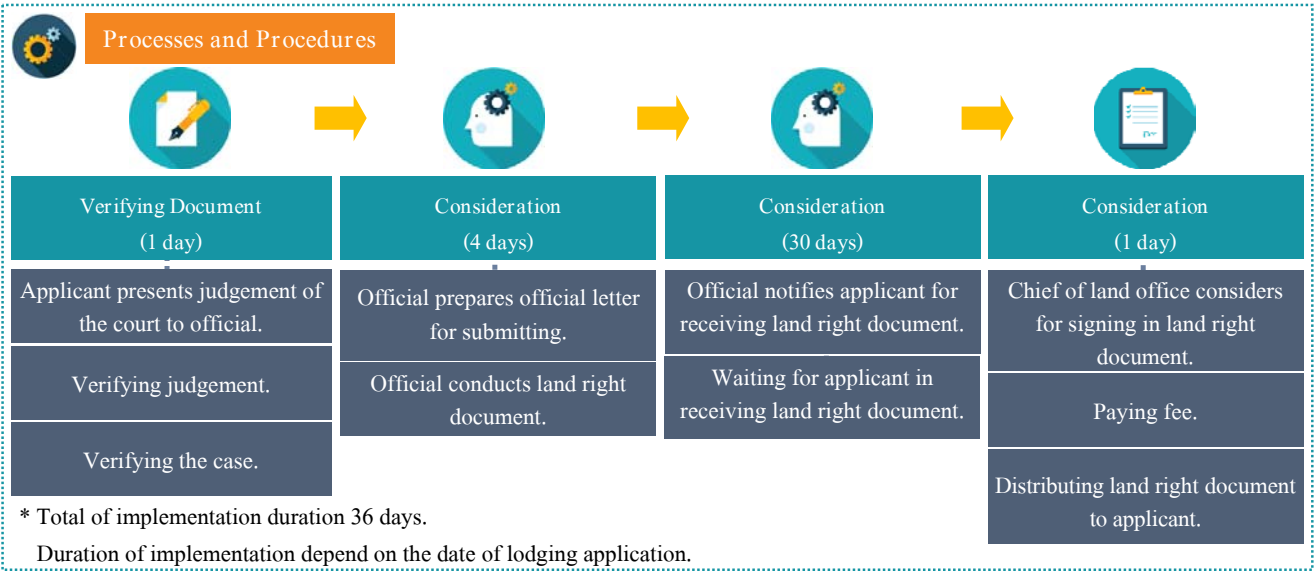 Processes and Procedures
Verifying Document
(1 day)
Applicant presents judgement of
the court to official.
Verifying judgement.
Verifying the case.
Consideration
(4 days)
Official prepares official letter
for submitting.
Official conducts land right
document.
Consideration
(30 days)
Official notifies applicant for
receiving land right document.
Waiting for applicant in
receiving land right document.
Consideration
(1 day)
Chief of land office considers
for signing in land right
document.
Paying fee.
Distributing land right document
to applicant.
* Total of implementation duration 36 days.
Duration of implementation depend on the date of lodging application.